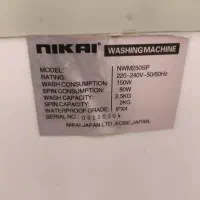 NIKAI WASHING MACHINE
MODEL: NWM230SP
RATING: 220-240V~50/60Hz
WASH CONSUMPTION 150W
SPIN CONSUMPTION: 80W
WASH CAPACITY: 2.5KG
SPIN CAPACITY: 2KG
WATERPROOF GRADE: IPX4
SERIAL NO.:
NIKAI JAPAN LTD., KOBE, JAPAN